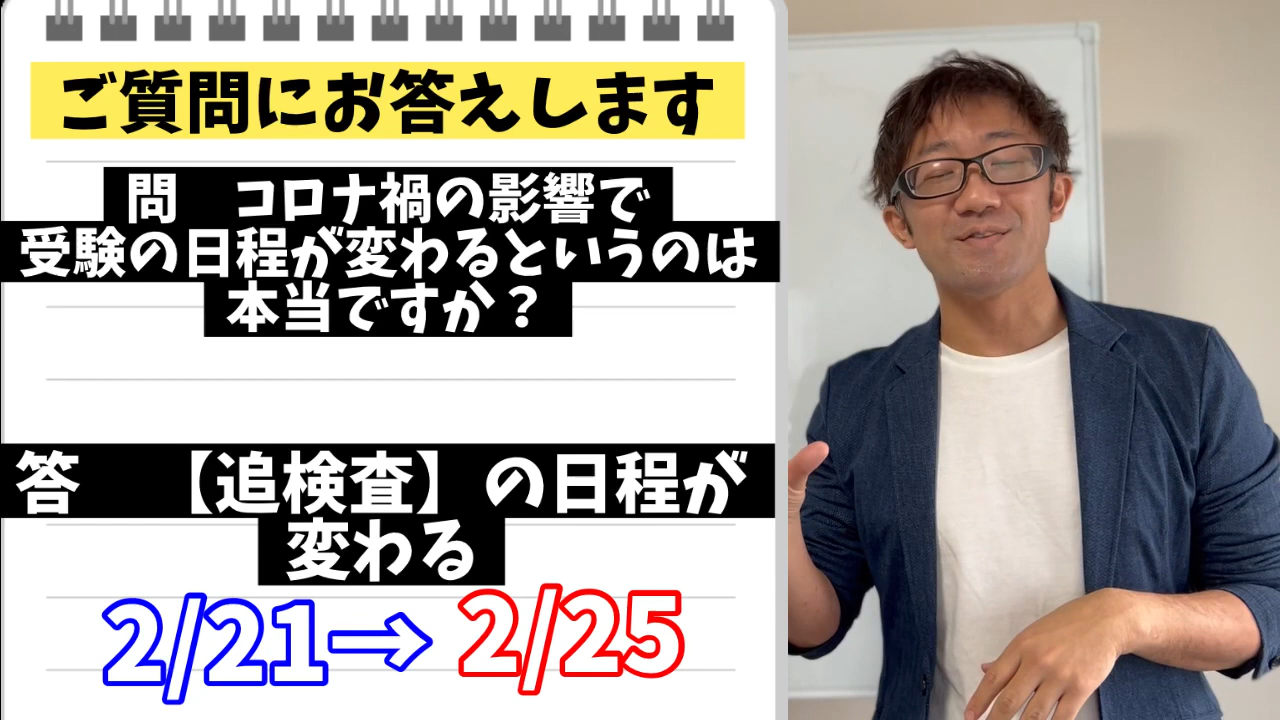 ご質問にお答えします
問　コロナ禍の影響で
受験の日程が変わるというのは
本当ですか？
答　【追検査】の日程が
変わる
2/21→2/25